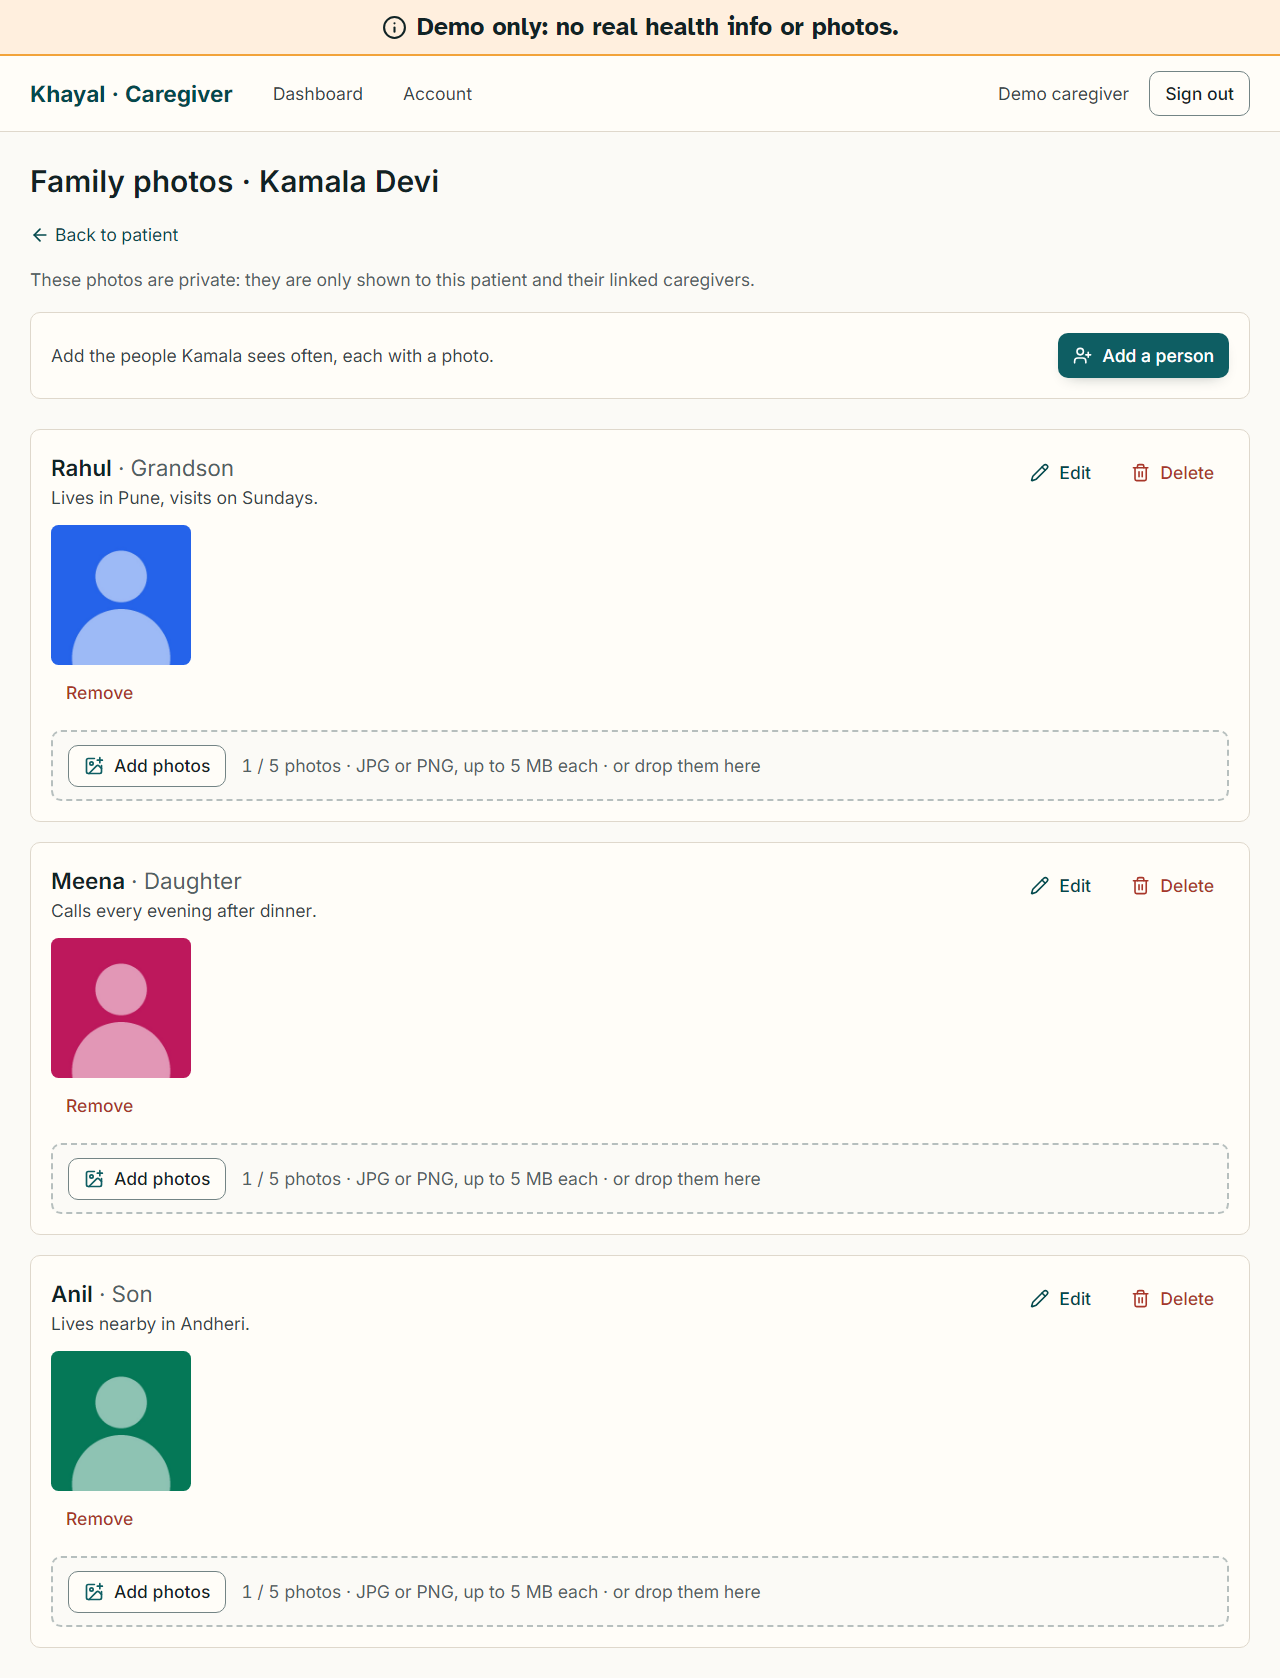 Demo only: no real health info or photos.
Khayal · Caregiver
Dashboard
Account
Demo caregiver
Sign out
Family photos · Kamala Devi
Back to patient
These photos are private: they are only shown to this patient and their linked caregivers.
Add the people Kamala sees often, each with a photo.
Add a person
Rahul · Grandson
Edit
Delete
Lives in Pune, visits on Sundays.
Remove
Add photos
1 / 5 photos · JPG or PNG, up to 5 MB each · or drop them here
Meena · Daughter
Edit
Delete
Calls every evening after dinner.
Remove
Add photos
1 / 5 photos · JPG or PNG, up to 5 MB each · or drop them here
Anil · Son
Edit
Delete
Lives nearby in Andheri.
Remove
Add photos
1 / 5 photos · JPG or PNG, up to 5 MB each · or drop them here